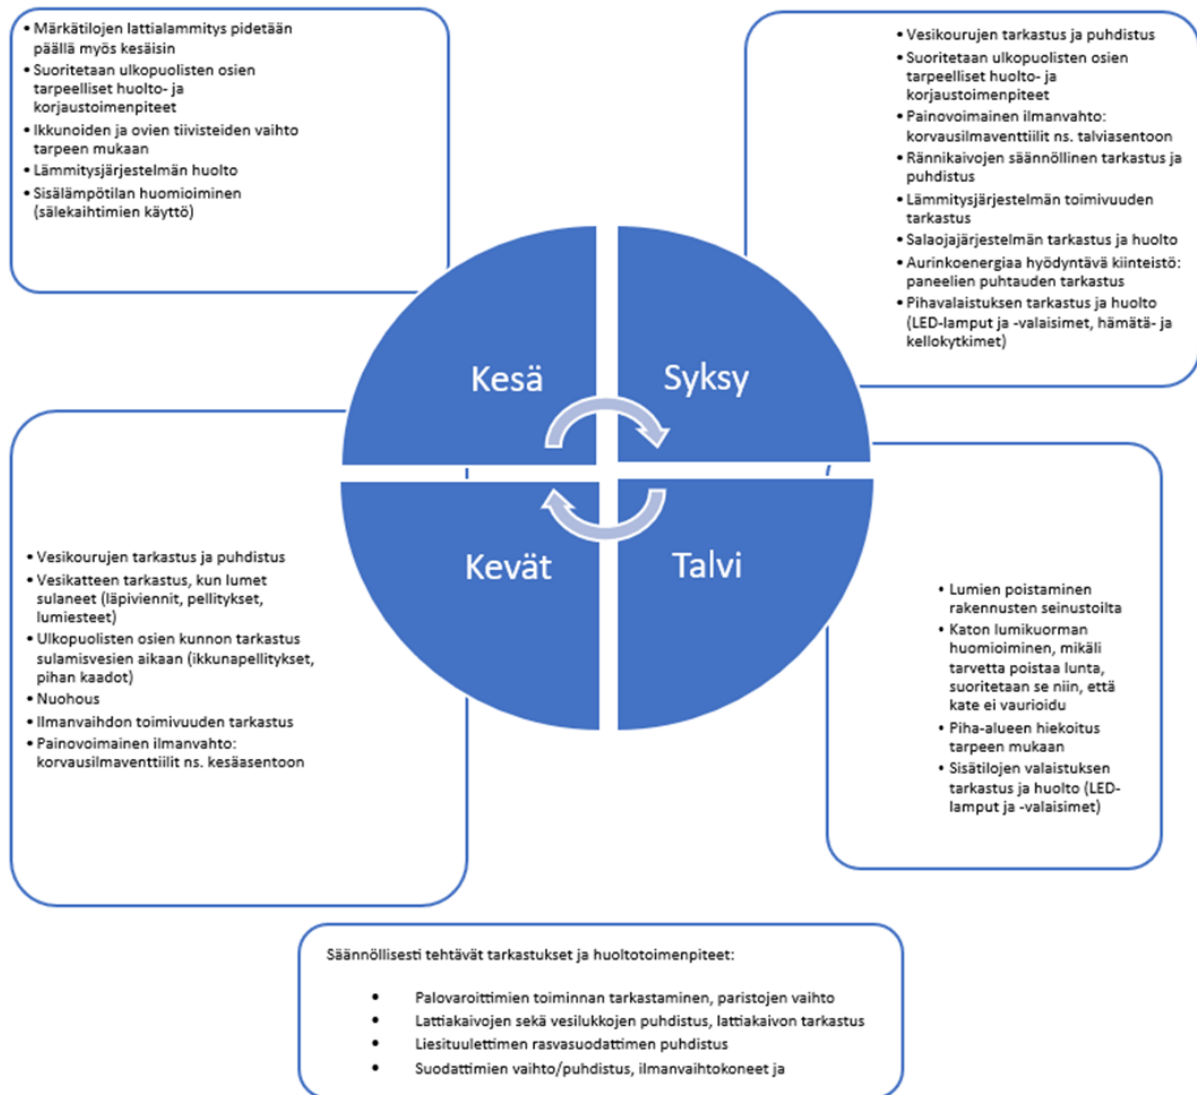 • Märkätilojen lattialammitys pidetään
päällä myös kesäisin
• Suoritetaan ulkopuolisten osien
tarpeelliset huolto- ja
korjaustoimenpiteet
• Ikkunoiden ja ovien tiivisteiden vaihto
tarpeen mukaan
• Lämmitysjärjestelmän huolto
• Sisälämpötilan huomioiminen
(sälekaihtimien käyttö)
• Vesikourujen tarkastus ja puhdistus
• Suoritetaan ulkopuolisten osien
tarpeelliset huolto- ja
korjaustoimenpiteet
• Painovoimainen ilmanvahto:
korvausilmaventtiilit ns. talviasentoon
• Rännikaivojen säännöllinen tarkastus ja
puhdistus
• Lämmitysjärjestelmän toimivuuden
tarkastus
• Salaojajärjestelmän tarkastus ja huolto
• Aurinkoenergiaa hyödyntävä kiinteistö:
paneelien puhtauden tarkastus
• Pihavalaistuksen tarkastus ja huolto
(LED-lamput ja -valaisimet, hämätä- ja
kellokytkimet)
Kesä
Syksy
Kevät
Talvi
• Vesikourujen tarkastus ja puhdistus
• Vesikatteen tarkastus, kun lumet
sulaneet (läpiviennit, pellitykset,
lumiesteet)
• Ulkopuolisten osien kunnon tarkastus
sulamisvesien aikaan (ikkunapellitykset,
pihan kaadot)
• Nuohous
• Ilmanvaihdon toimivuuden tarkastus
• Painovoimainen ilmanvahto:
korvausilmaventtiilit ns. kesäasentoon
• Lumien poistaminen
rakennusten seinustoilta
• Katon lumikuorman
huomioiminen, mikäli
tarvetta poistaa lunta,
suoritetaan se niin, että
kate ei vaurioidu
• Piha-alueen hiekoitus
tarpeen mukaan
• Sisätilojen valaistuksen
tarkastus ja huolto (LED-
lamput ja -valaisimet)
Säännöllisesti tehtävät tarkastukset ja huoltotoimenpiteet:
• Palovaroittimien toiminnan tarkastaminen, paristojen vaihto
• Lattiakaivojen sekä vesilukkojen puhdistus, lattiakaivon tarkastus
• Liesituulettimen rasvasuodattimen puhdistus
• Suodattimien vaihto/puhdistus, ilmanvaihtokoneet ja